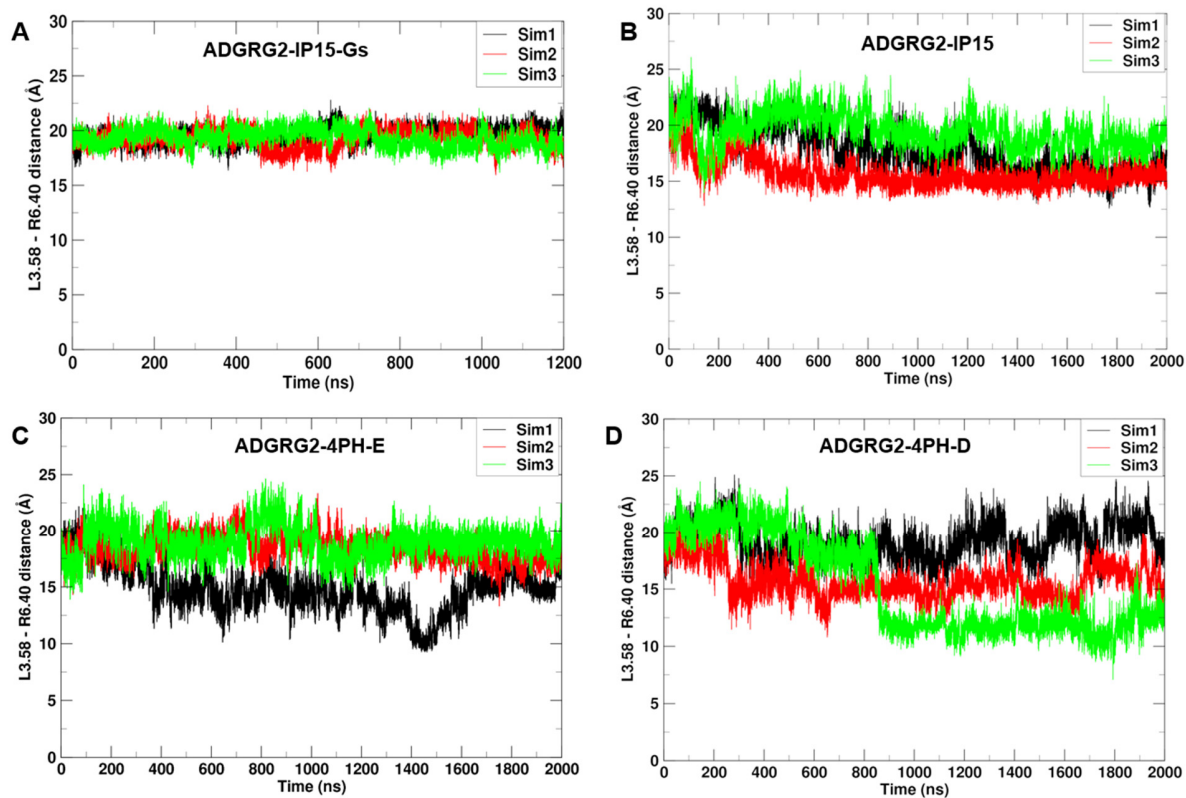 A
ADGRG2-IP15-Gs
Sim1
Sim2
Sim3
30
25
20
15
10
5
0
L3.58 - R6.40 distance (Å)
0 200 400 600 800 1000 1200
Time (ns)
B
ADGRG2-IP15
Sim1
Sim2
Sim3
30
25
20
15
10
5
0
L3.58 - R6.40 distance (Å)
0 200 400 600 800 1000 1200 1400 1600 1800 2000
Time (ns)
C
ADGRG2-4PH-E
Sim1
Sim2
Sim3
30
25
20
15
10
5
0
L3.58 - R6.40 distance (Å)
0 200 400 600 800 1000 1200 1400 1600 1800 2000
Time (ns)
D
ADGRG2-4PH-D
Sim1
Sim2
Sim3
30
25
20
15
10
5
0
L3.58 - R6.40 distance (Å)
0 200 400 600 800 1000 1200 1400 1600 1800 2000
Time (ns)